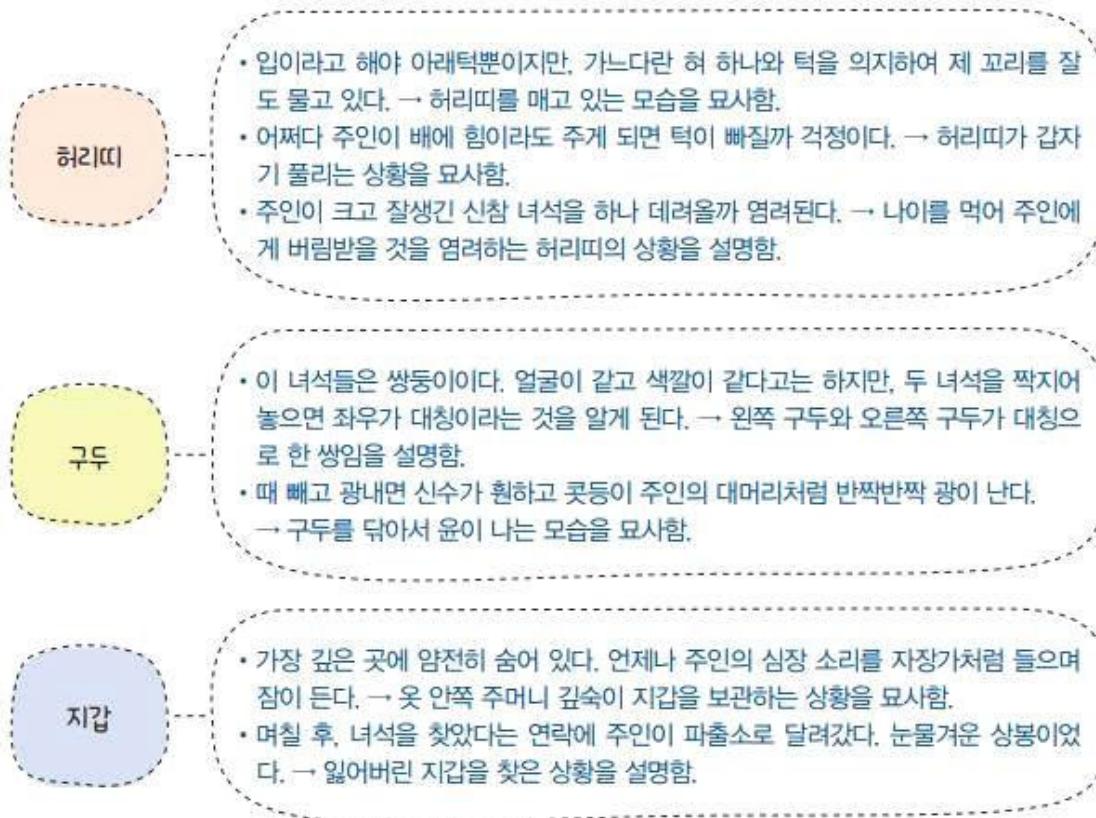 허리띠
• 입이라고 해야 아래턱뿐이지만, 가느다란 혀 하나와 턱을 의지하여 제 꼬리를 잘
도 물고 있다. → 허리띠를 매고 있는 모습을 묘사함.
• 어쩌다 주인이 배에 힘이라도 주게 되면 턱이 빠질까 걱정이다. → 허리띠가 갑자
기 풀리는 상황을 묘사함.
• 주인이 크고 잘생긴 신참 녀석을 하나 데려올까 염려된다. → 나이를 먹어 주인에
게 버림받을 것을 염려하는 허리띠의 상황을 설명함.
구두
• 이 녀석들은 쌍둥이이다. 얼굴이 같고 색깔이 같다고는 하지만, 두 녀석을 짝지어
놓으면 좌우가 대칭이라는 것을 알게 된다. → 왼쪽 구두와 오른쪽 구두가 대칭으
로 한 쌍임을 설명함.
• 때 빼고 광내면 신수가 훤하고 콧등이 주인의 대머리처럼 반짝반짝 광이 난다.
→ 구두를 닦아서 윤이 나는 모습을 묘사함.
지갑
• 가장 깊은 곳에 얌전히 숨어 있다. 언제나 주인의 심장 소리를 자장가처럼 들으며
잠이 든다. → 옷 안쪽 주머니 깊숙이 지갑을 보관하는 상황을 묘사함.
• 며칠 후, 녀석을 찾았다는 연락에 주인이 파출소로 달려갔다. 눈물겨운 상봉이었
다. → 잃어버린 지갑을 찾은 상황을 설명함.